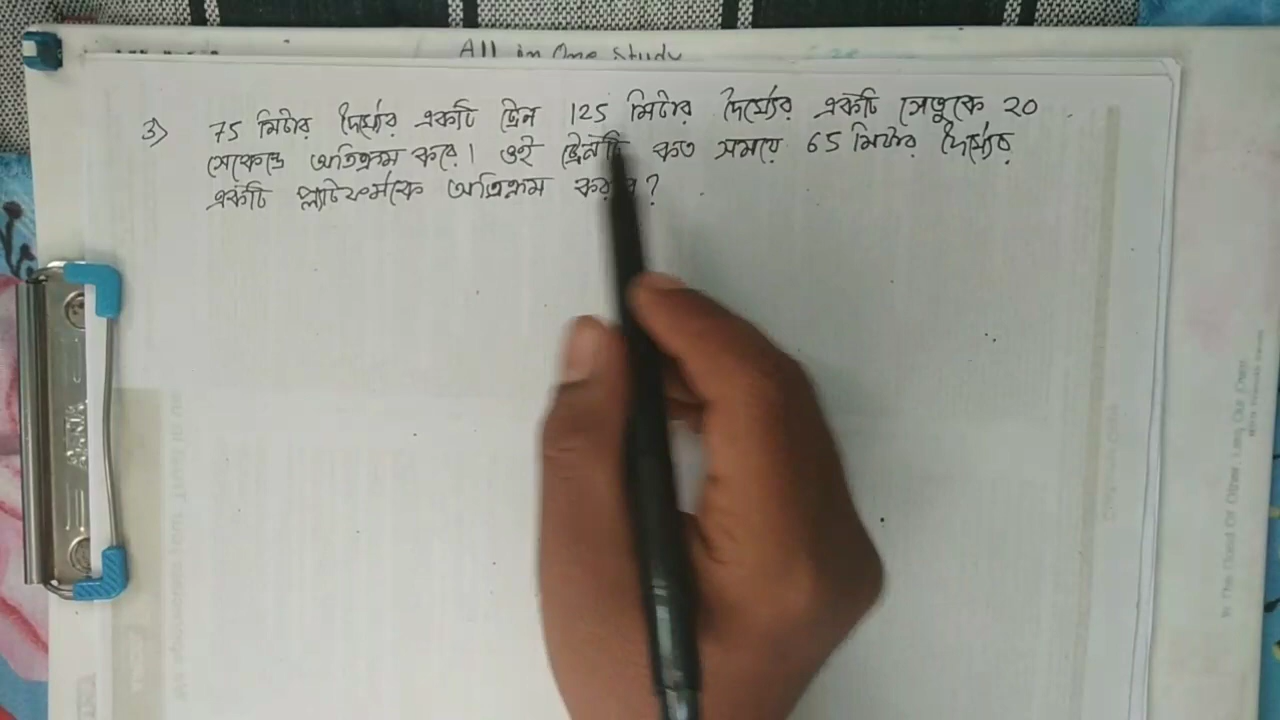 All in One Study
3) 75 মিটার দৈর্ঘ্যের একটি ট্রেন 125 মিটার দৈর্ঘ্যের একটি সেতুকে 20
সেকেন্ডে অতিক্রম করে। ওই ট্রেনটি কত সময়ে 65 মিটার দৈর্ঘ্যের
একটি প্ল্যাটফর্মকে অতিক্রম ?